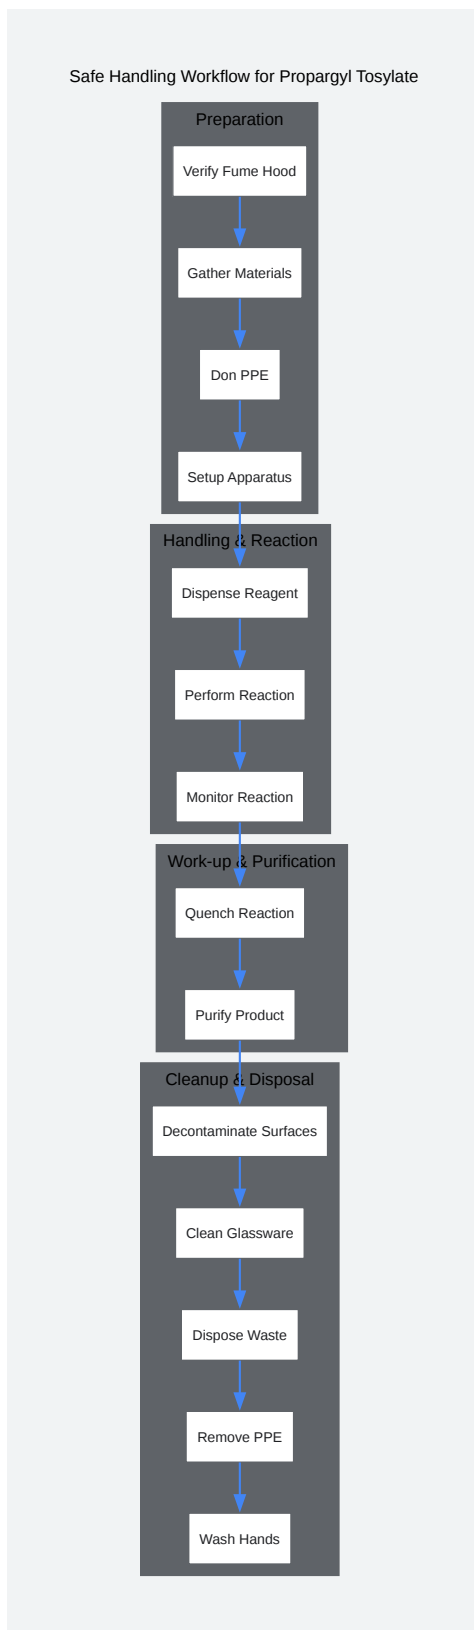 Safe Handling Workflow for Propargyl Tosylate
Preparation
Verify Fume Hood
Gather Materials
Don PPE
Setup Apparatus
Handling & Reaction
Dispense Reagent
Perform Reaction
Monitor Reaction
Work-up & Purification
Quench Reaction
Purify Product
Cleanup & Disposal
Decontaminate Surfaces
Clean Glassware
Dispose Waste
Remove PPE
Wash Hands